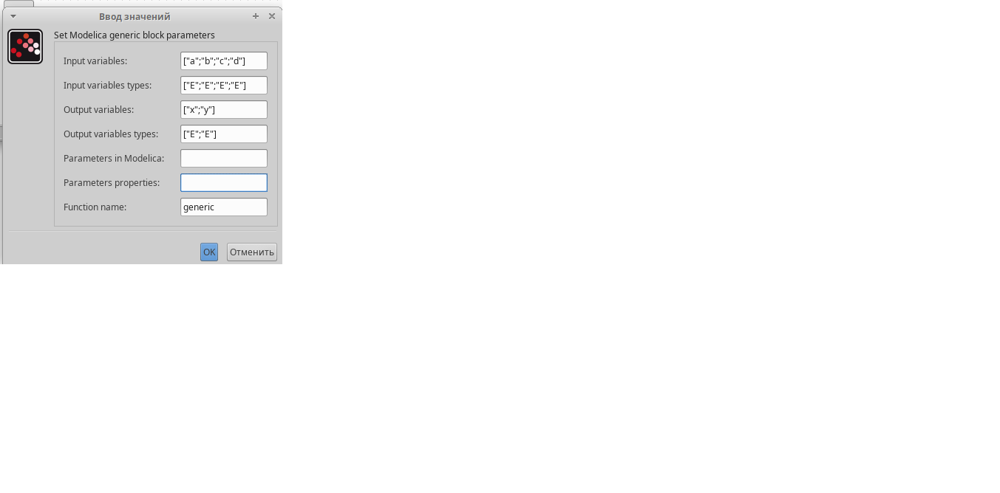 Ввод значений
Set Modelica generic block parameters
Input variables: ["a";"b";"c";"d"]
Input variables types: ["E";"E";"E";"E"]
Output variables: ["x";"y"]
Output variables types: ["E";"E"]
Parameters in Modelica:
Parameters properties:
Function name: generic
OK Отменить